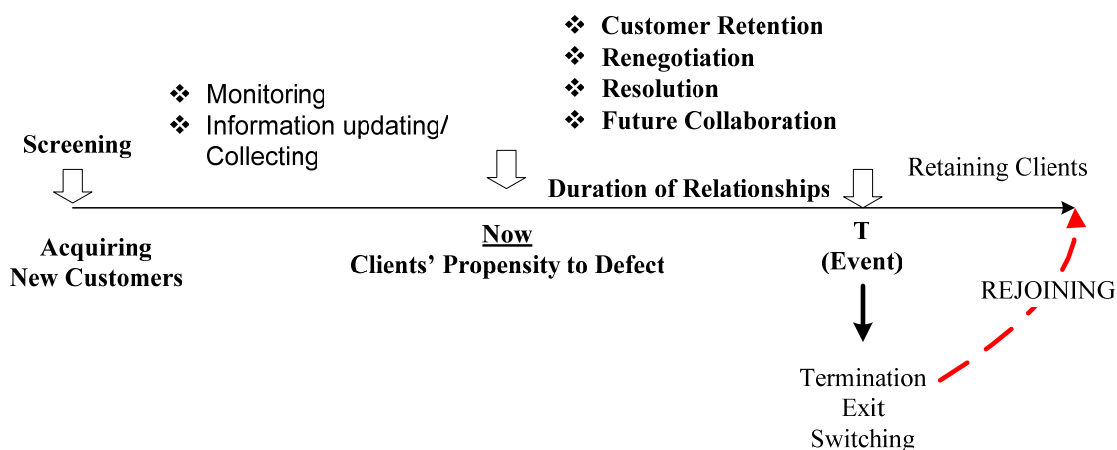 ❖ Customer Retention
❖ Renegotiation
❖ Resolution
❖ Future Collaboration
❖ Monitoring
❖ Information updating/
Collecting
Screening
Duration of Relationships
Retaining Clients
Acquiring
New Customers
Now
Clients' Propensity to Defect
T
(Event)
REJOINING
Termination
Exit
Switching